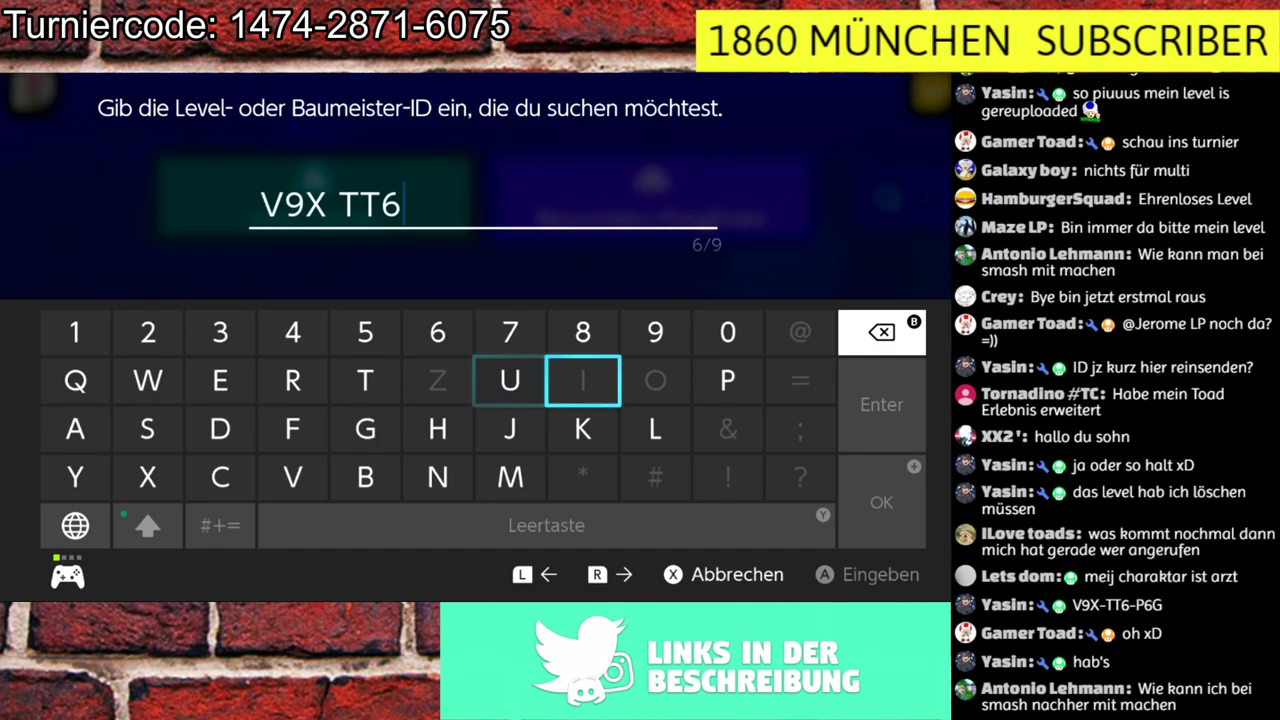 Turniercode: 1474-2871-6075
1860 MÜNCHEN SUBSCRIBER
Gib die Level- oder Baumeister-ID ein, die du suchen möchtest.
V9X TT6
6/9
1 2 3 4 5 6 7 8 9 0 @ B
Q W E R T Z U I O P =
Enter
A S D F G H J K L & ;
Y X C V B N M * # ! ?
OK
#+= Leertaste Y
L ← R → X Abbrechen A Eingeben
LINKS IN DER
BESCHREIBUNG
Yasin: so piuuus mein level is
gereuploaded
Gamer Toad: schau ins turnier
Galaxy boy: nichts für multi
HamburgerSquad: Ehrenloses Level
Maze LP: Bin immer da bitte mein level
Antonio Lehmann: Wie kann man bei
smash mit machen
Crey: Bye bin jetzt erstmal raus
Gamer Toad: @Jerome LP noch da?
=))
Yasin: ID jz kurz hier reinsenden?
Tornadino #TC: Habe mein Toad
Erlebnis erweitert
XX2': hallo du sohn
Yasin: ja oder so halt xD
Yasin: das level hab ich löschen
müssen
ILove toads: was kommt nochmal dann
mich hat gerade wer angerufen
Lets dom: meij charaktar ist arzt
Yasin: V9X-TT6-P6G
Gamer Toad: oh xD
Yasin: hab's
Antonio Lehmann: Wie kann ich bei
smash nachher mit machen